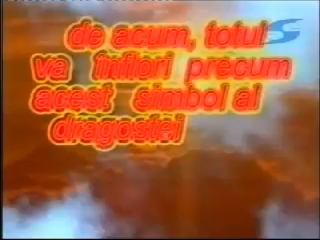 de acum, totul
va înflori precum
acest simbol al
dragostei